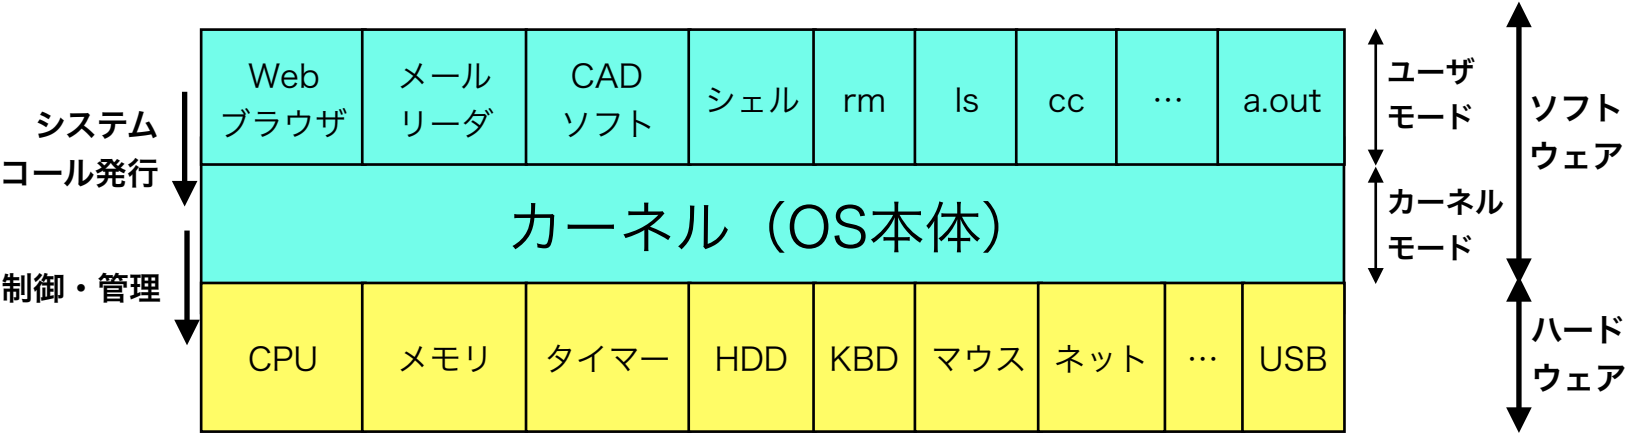 システム
コール発行
制御・管理
Web
ブラウザ
メール
リーダ
CAD
ソフト
シェル
rm
ls
cc
…
a.out
カーネル（OS本体）
CPU
メモリ
タイマー
HDD
KBD
マウス
ネット
…
USB
ユーザ
モード
カーネル
モード
ソフト
ウェア
ハード
ウェア